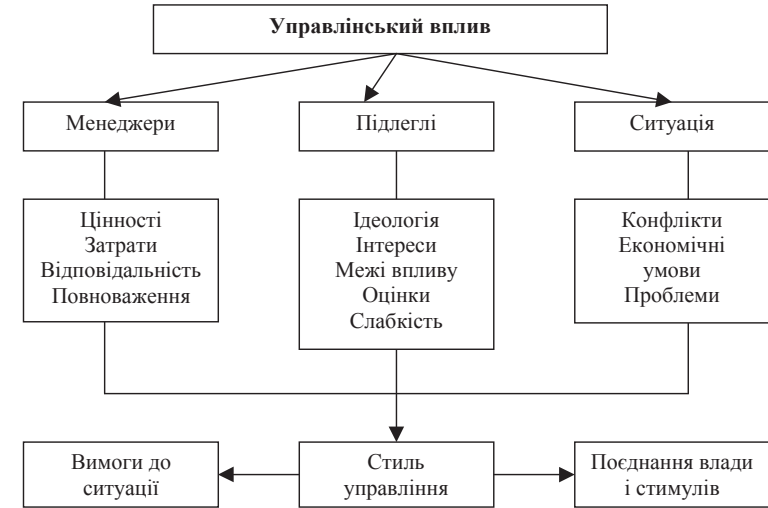 Управлінський вплив
Менеджери
Підлеглі
Ситуація
Цінності
Затрати
Відповідальність
Повноваження
Ідеологія
Інтереси
Межі впливу
Оцінки
Слабкість
Конфлікти
Економічні
умови
Проблеми
Вимоги до
ситуації
Стиль
управління
Поєднання влади
і стимулів